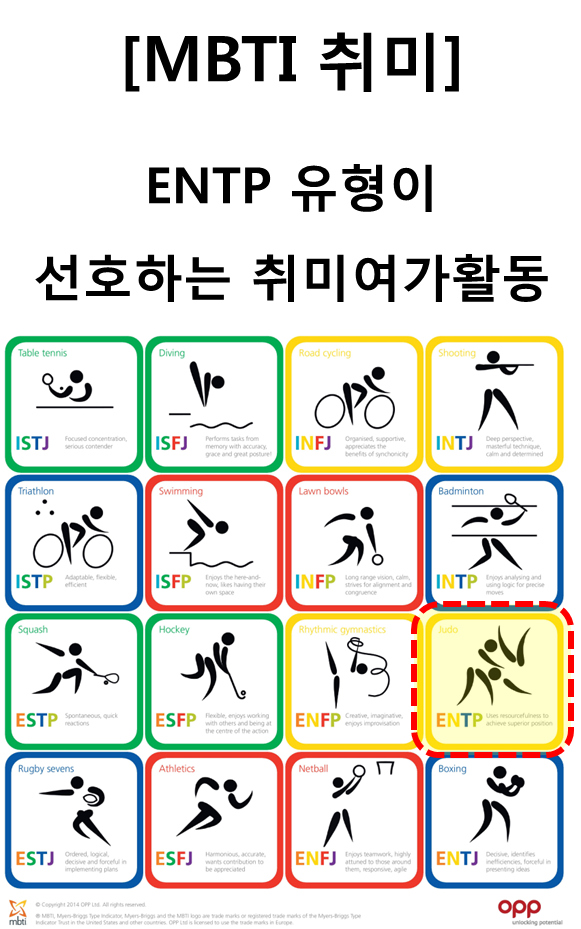 [MBTI 취미]
ENTP 유형이
선호하는 취미여가활동
Table tennis
ISTJ
Focused concentration,
serious contender
Diving
ISFJ
Performs tasks from
memory with accuracy,
grace and great posture!
Road cycling
INFJ
Organised, supportive,
appreciates the
benefits of synchonicity
Shooting
INTJ
Deep perspective,
masterful technique,
calm and determined
Triathlon
ISTP
Adaptable, flexible,
efficient
Swimming
ISFP
Enjoys the here-and-
now, likes having their
own space
Lawn bowls
INFP
Long range vision, calm,
strives for alignment and
congruence
Badminton
INTP
Enjoys analysing and
using logic for precise
moves
Squash
ESTP
Spontaneous, quick
reactions
Hockey
ESFP
Flexible, enjoys working
with others and being at
the centre of the action
Rhythmic gymnastics
ENFP
Creative, imaginative,
enjoys improvisation
Judo
ENTP
Uses resourcefulness to
achieve superior position
Rugby sevens
ESTJ
Ordered, logical,
decisive and forceful in
implementing plans
Athletics
ESFJ
Harmonious, accurate,
wants contribution to
be appreciated
Netball
ENFJ
Enjoys teamwork, highly
attuned to those around
them, responsive, agile
Boxing
ENTJ
Decisive, identifies
inefficiencies, forceful in
presenting ideas
mbti
© Copyright 2014 OPP Ltd. All rights reserved.
® MBTI, Myers-Briggs Type Indicator, Myers-Briggs and the MBTI logo are trade marks or registered trade marks of the Myers-Briggs Type
Indicator Trust in the United States and other countries. OPP Ltd is licensed to use the trade marks in Europe.
opp
unlocking potential